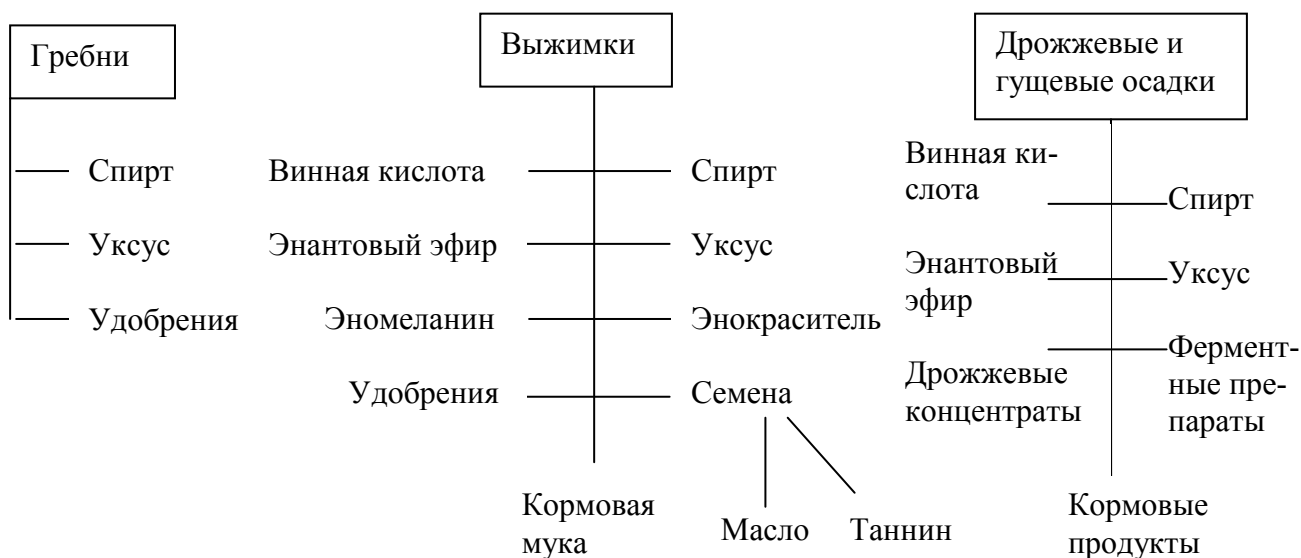 Гребни
Спирт
Уксус
Удобрения
Выжимки
Винная кислота
Спирт
Энантовый эфир
Уксус
Эномеланин
Энокраситель
Удобрения
Семена
Кормовая
мука
Масло
Таннин
Дрожжевые и
гущевые осадки
Винная ки-
слота
Спирт
Энантовый
эфир
Уксус
Дрожжевые
концентраты
Фермент-
ные пре-
параты
Кормовые
продукты